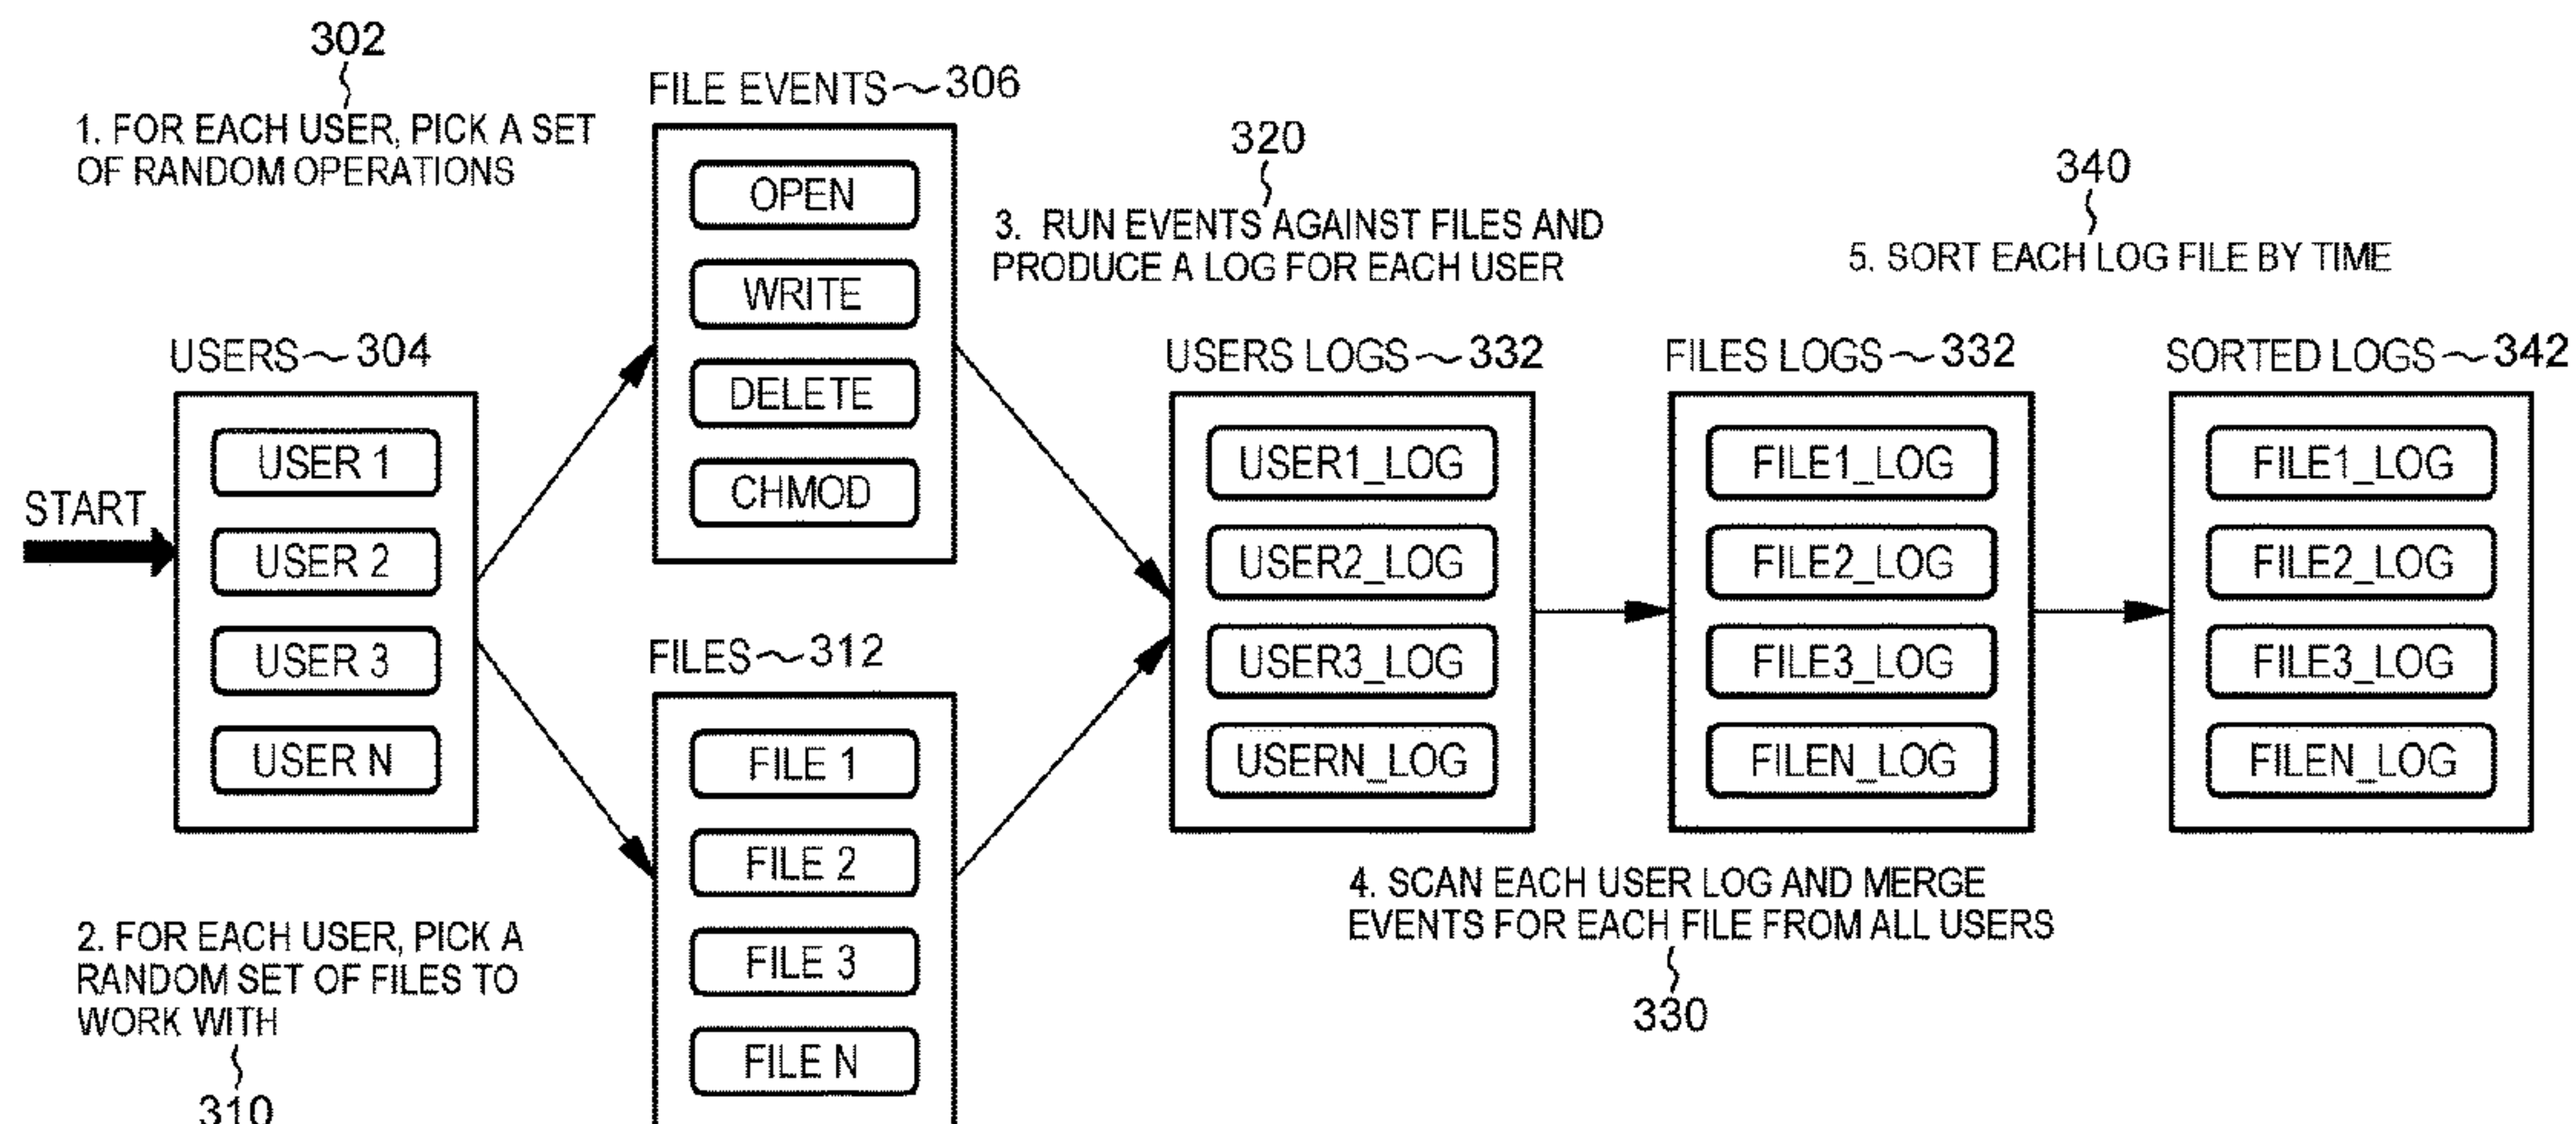 302
1. FOR EACH USER, PICK A SET
OF RANDOM OPERATIONS
FILE EVENTS 306
OPEN
WRITE
DELETE
CHMOD
320
3. RUN EVENTS AGAINST FILES AND
PRODUCE A LOG FOR EACH USER
340
5. SORT EACH LOG FILE BY TIME
START
USERS 304
USER 1
USER 2
USER 3
USER N
2. FOR EACH USER, PICK A
RANDOM SET OF FILES TO
WORK WITH
310
FILES 312
FILE 1
FILE 2
FILE 3
FILE N
USERS LOGS 332
USER1_LOG
USER2_LOG
USER3_LOG
USERN_LOG
FILES LOGS 332
FILE1_LOG
FILE2_LOG
FILE3_LOG
FILEN_LOG
4. SCAN EACH USER LOG AND MERGE
EVENTS FOR EACH FILE FROM ALL USERS
330
SORTED LOGS 342
FILE1_LOG
FILE2_LOG
FILE3_LOG
FILEN_LOG